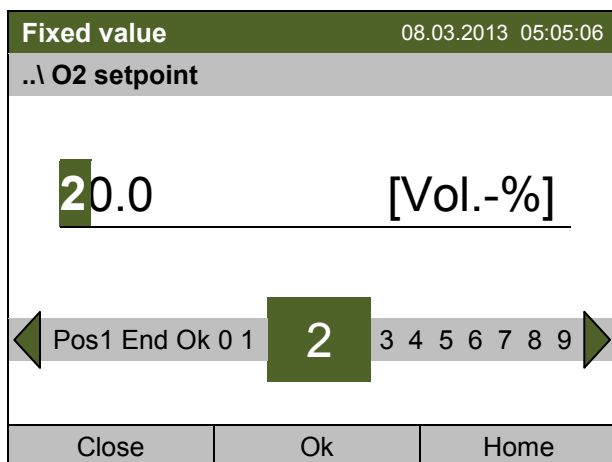 Fixed value 08.03.2013 05:05:06
..\ O2 setpoint
20.0 [Vol.-%]
Pos1 End Ok 0 1 2 3 4 5 6 7 8 9
Close Ok Home